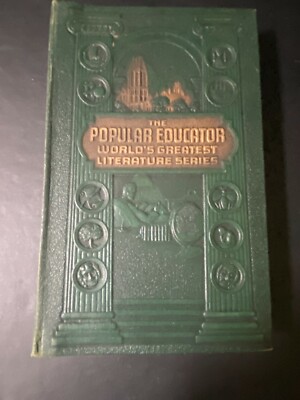 THE
POPULAR EDUCATOR
WORLD'S GREATEST
LITERATURE SERIES